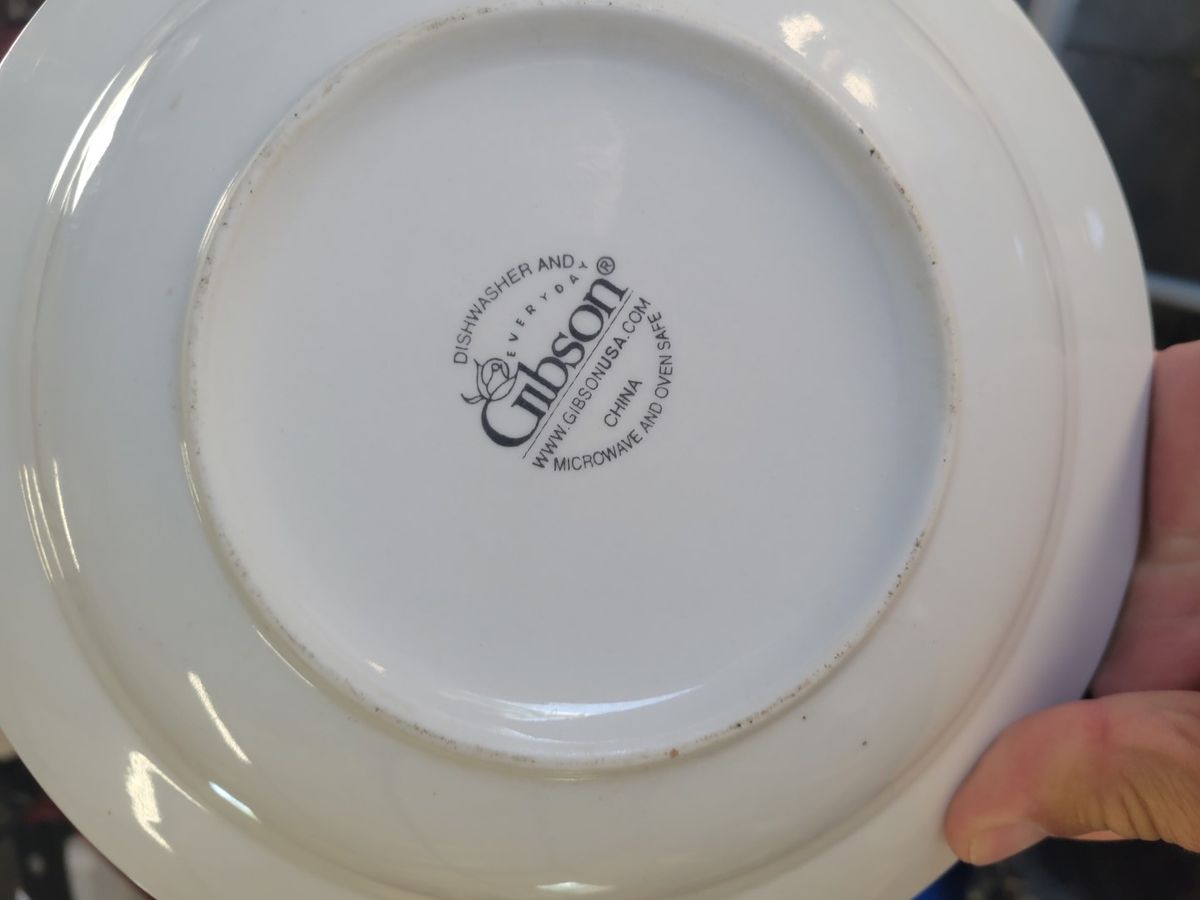 DISHWASHER AND
EVERYDAY
Gibson®
WWW.GIBSONUSA.COM
CHINA
MICROWAVE AND OVEN SAFE